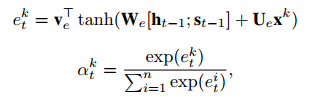 e_t^k = v_e^⊤ tanh(W_e[h_{t−1}; s_{t−1}] + U_e x^k)
α_t^k = exp(e_t^k) / ∑_{i=1}^n exp(e_t^i),